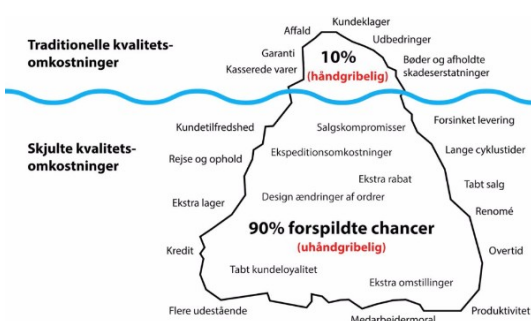 Kundeklager
Affald
Udbedringer
Traditionelle kvalitets-
omkostninger
Garanti
10%
(håndgribelig)
Kasserede varer
Bøder og afholdte
skadeserstatninger
Skjulte kvalitets-
omkostninger
Kundetilfredshed
Salgskompromisser
Forsinket levering
Rejse og ophold
Ekspeditionsomkostninger
Lange cyklustider
Ekstra rabat
Tabt salg
Ekstra lager
Design ændringer af ordrer
Renomé
90% forspildte chancer
(uhåndgribelig)
Kredit
Overtid
Tabt kundeloyalitet
Ekstra omstillinger
Flere udestående
Medarbejdermoral
Produktivitet